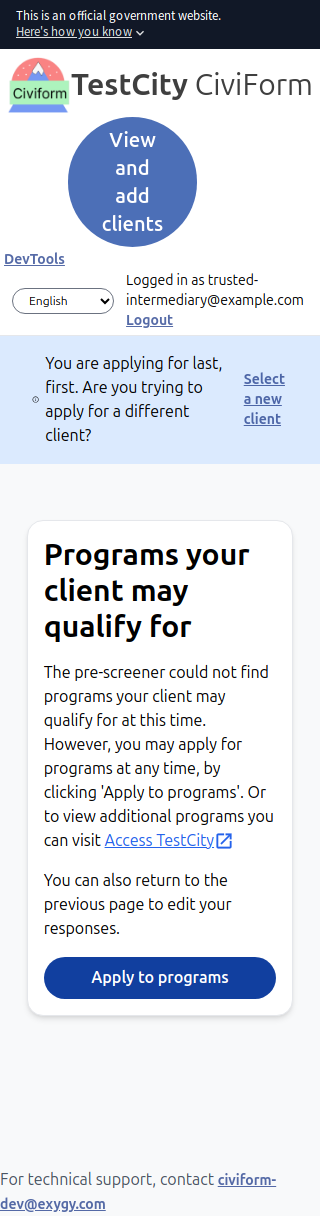 This is an official government website.
Here's how you know
Civiform
TestCity CiviForm
View
and
add
clients
DevTools
English
Logged in as trusted-
intermediary@example.com
Logout
You are applying for last,
first. Are you trying to
apply for a different
client?
Select
a new
client
Programs your
client may
qualify for
The pre-screener could not find
programs your client may
qualify for at this time.
However, you may apply for
programs at any time, by
clicking 'Apply to programs'. Or
to view additional programs you
can visit Access TestCity
You can also return to the
previous page to edit your
responses.
Apply to programs
For technical support, contact civiform-
dev@exygy.com